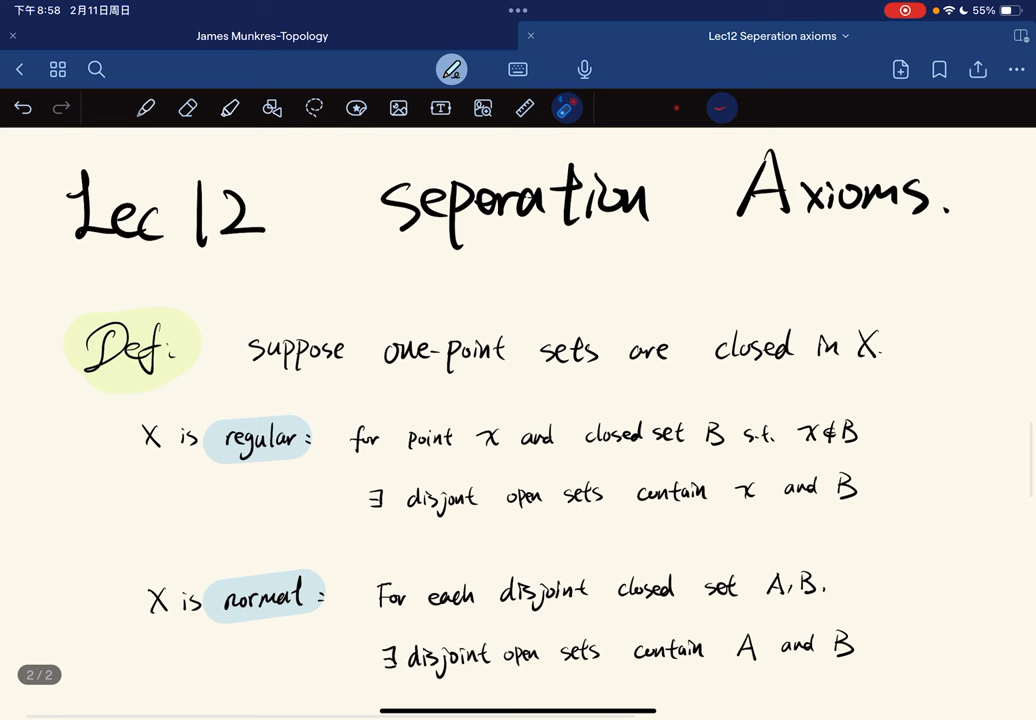 下午8:58 2月11日周日
55%
James Munkres-Topology
Lec12 Seperation axioms
Lec 12 seperation Axioms.
Def: suppose one-point sets are closed in X.
X is regular: for point x and closed set B s.t. x∉B
∃ disjont open sets contain x and B
X is normal: For each disjoint closed set A, B.
∃ disjoint open sets contain A and B
2 / 2